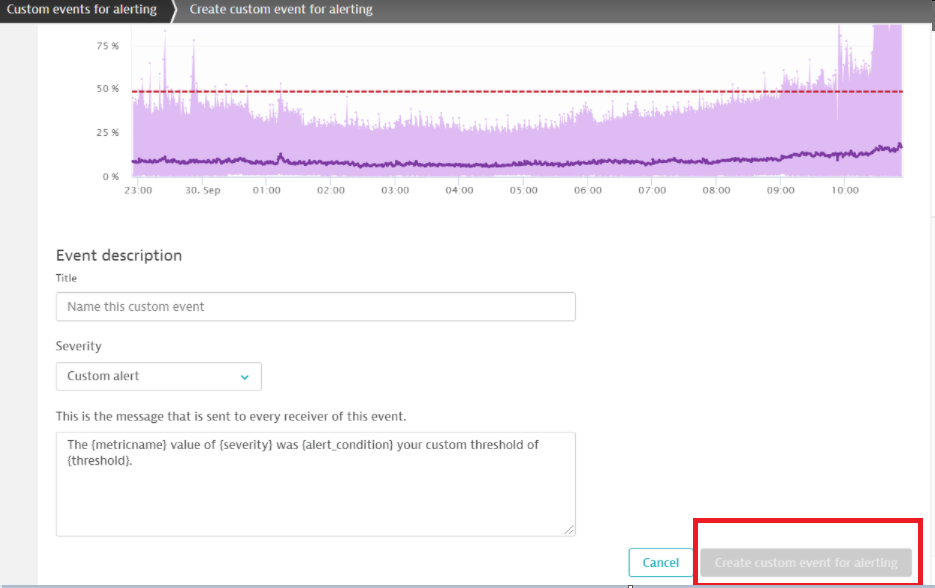 Custom events for alerting Create custom event for alerting
75 %
50 %
25 %
0 %
23:00 30. Sep 01:00 02:00 03:00 04:00 05:00 06:00 07:00 08:00 09:00 10:00
Event description
Title
Name this custom event
Severity
Custom alert
This is the message that is sent to every receiver of this event.
The {metricname} value of {severity} was {alert_condition} your custom threshold of
{threshold}.
Cancel Create custom event for alerting